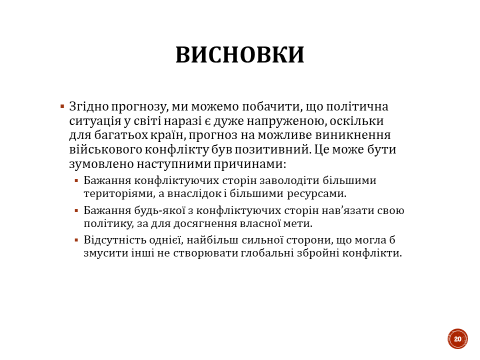 ВИСНОВКИ
▪ Згідно прогнозу, ми можемо побачити, що політична
ситуація у світі наразі є дуже напруженою, оскільки
для багатьох країн, прогноз на можливе виникнення
військового конфлікту був позитивний. Це може бути
зумовлено наступними причинами:
▪ Бажання конфліктуючих сторін заволодіти більшими
територіями, а внаслідок і більшими ресурсами.
▪ Бажання будь-якої з конфліктуючих сторін нав’язати свою
політику, за для досягнення власної мети.
▪ Відсутність однієї, найбільш сильної сторони, що могла б
змусити інші не створювати глобальні збройні конфлікти.
20